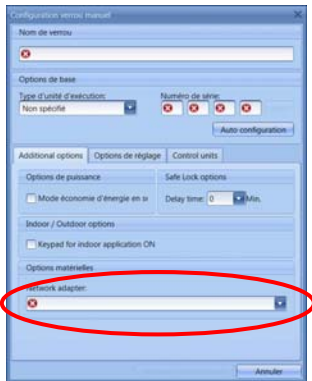 Configuration verrou manuel
Nom de verrou
Options de base
Type d'unité d'exécution:
Numéro de série:
Non spécifié
Auto configuration
Additional options
Options de réglage
Control units
Options de puissance
Safe Lock options
Mode économie d'énergie en se
Delay time: 0 Min.
Indoor / Outdoor options
Keypad for indoor application ON
Options matérielles
Network adapter:
Annuler